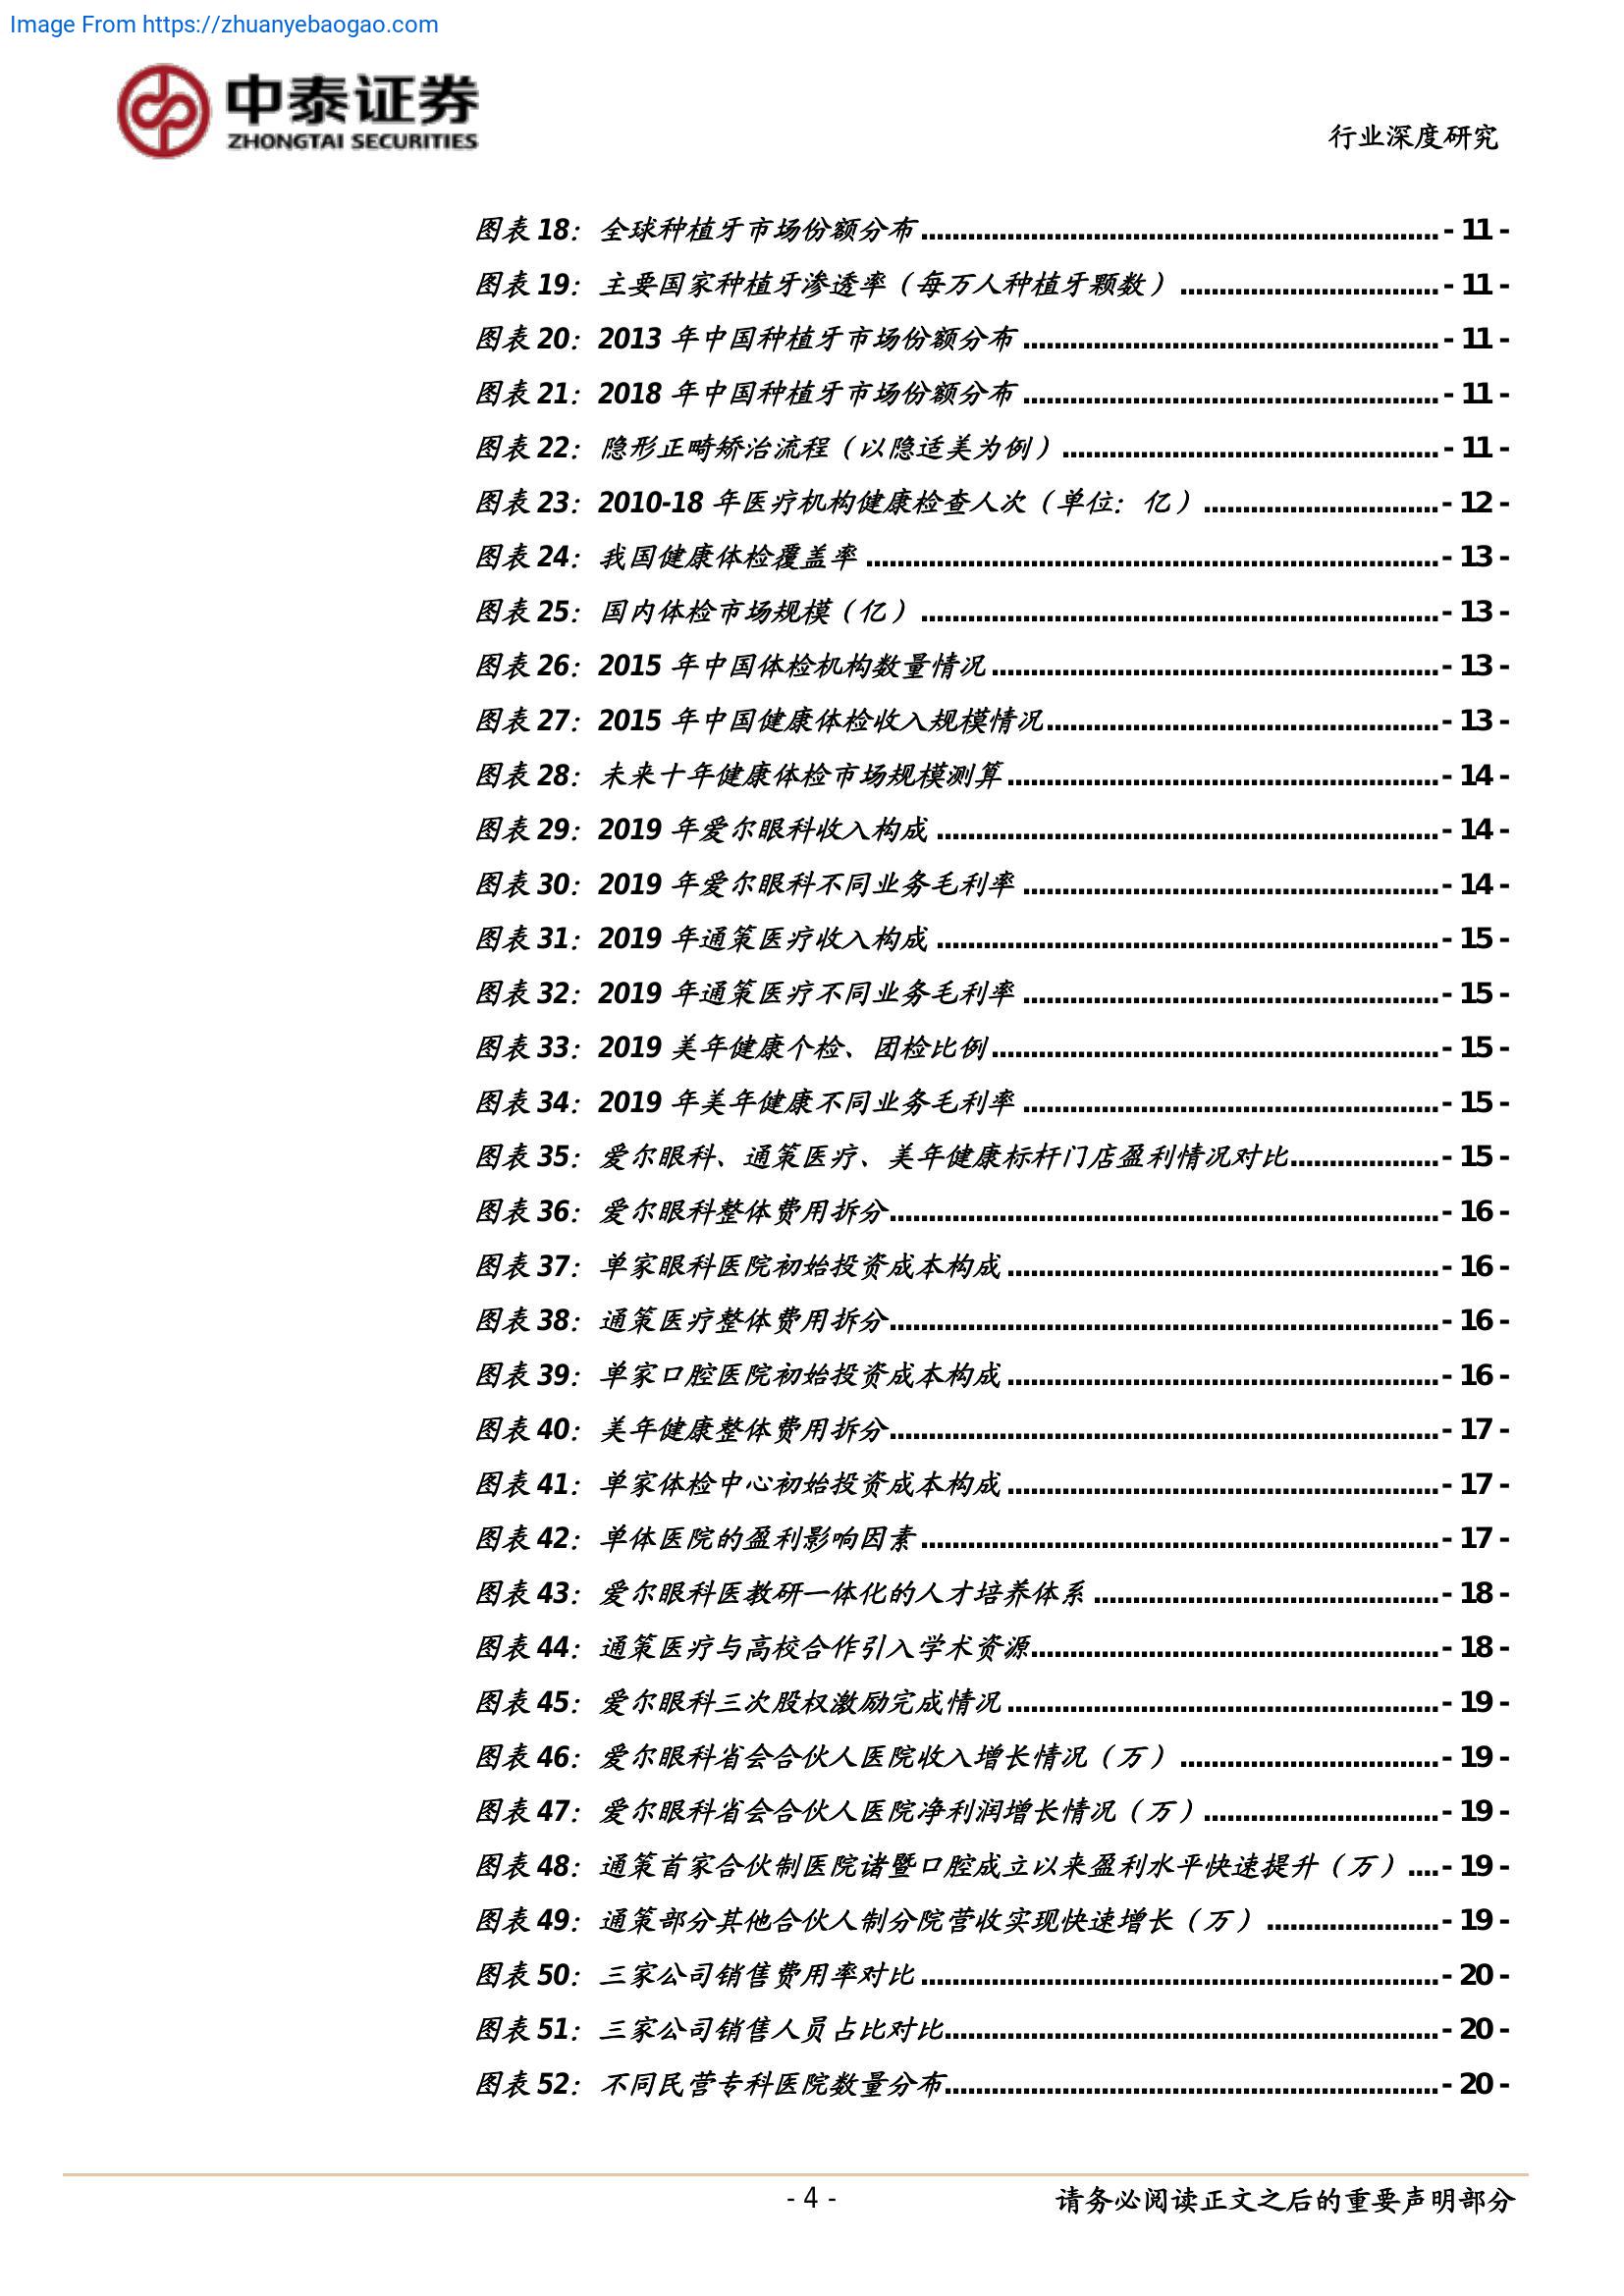 Image From https://zhuanyebaogao.com
中泰证券
ZHONGTAI SECURITIES
行业深度研究
图表 18：全球种植牙市场份额分布 - 11 -
图表 19：主要国家种植牙渗透率（每万人种植牙颗数） - 11 -
图表 20：2013 年中国种植牙市场份额分布 - 11 -
图表 21：2018 年中国种植牙市场份额分布 - 11 -
图表 22：隐形正畸矫治流程（以隐适美为例） - 11 -
图表 23：2010-18 年医疗机构健康检查人次（单位：亿） - 12 -
图表 24：我国健康体检覆盖率 - 13 -
图表 25：国内体检市场规模（亿） - 13 -
图表 26：2015 年中国体检机构数量情况 - 13 -
图表 27：2015 年中国健康体检收入规模情况 - 13 -
图表 28：未来十年健康体检市场规模测算 - 14 -
图表 29：2019 年爱尔眼科收入构成 - 14 -
图表 30：2019 年爱尔眼科不同业务毛利率 - 14 -
图表 31：2019 年通策医疗收入构成 - 15 -
图表 32：2019 年通策医疗不同业务毛利率 - 15 -
图表 33：2019 美年健康个检、团检比例 - 15 -
图表 34：2019 年美年健康不同业务毛利率 - 15 -
图表 35：爱尔眼科、通策医疗、美年健康标杆门店盈利情况对比 - 15 -
图表 36：爱尔眼科整体费用拆分 - 16 -
图表 37：单家眼科医院初始投资成本构成 - 16 -
图表 38：通策医疗整体费用拆分 - 16 -
图表 39：单家口腔医院初始投资成本构成 - 16 -
图表 40：美年健康整体费用拆分 - 17 -
图表 41：单家体检中心初始投资成本构成 - 17 -
图表 42：单体医院的盈利影响因素 - 17 -
图表 43：爱尔眼科医教研一体化的人才培养体系 - 18 -
图表 44：通策医疗与高校合作引入学术资源 - 18 -
图表 45：爱尔眼科三次股权激励完成情况 - 19 -
图表 46：爱尔眼科省会合伙人医院收入增长情况（万） - 19 -
图表 47：爱尔眼科省会合伙人医院净利润增长情况（万） - 19 -
图表 48：通策首家合伙制医院诸暨口腔成立以来盈利水平快速提升（万） - 19 -
图表 49：通策部分其他合伙人制分院营收实现快速增长（万） - 19 -
图表 50：三家公司销售费用率对比 - 20 -
图表 51：三家公司销售人员占比对比 - 20 -
图表 52：不同民营专科医院数量分布 - 20 -
- 4 -
请务必阅读正文之后的重要声明部分